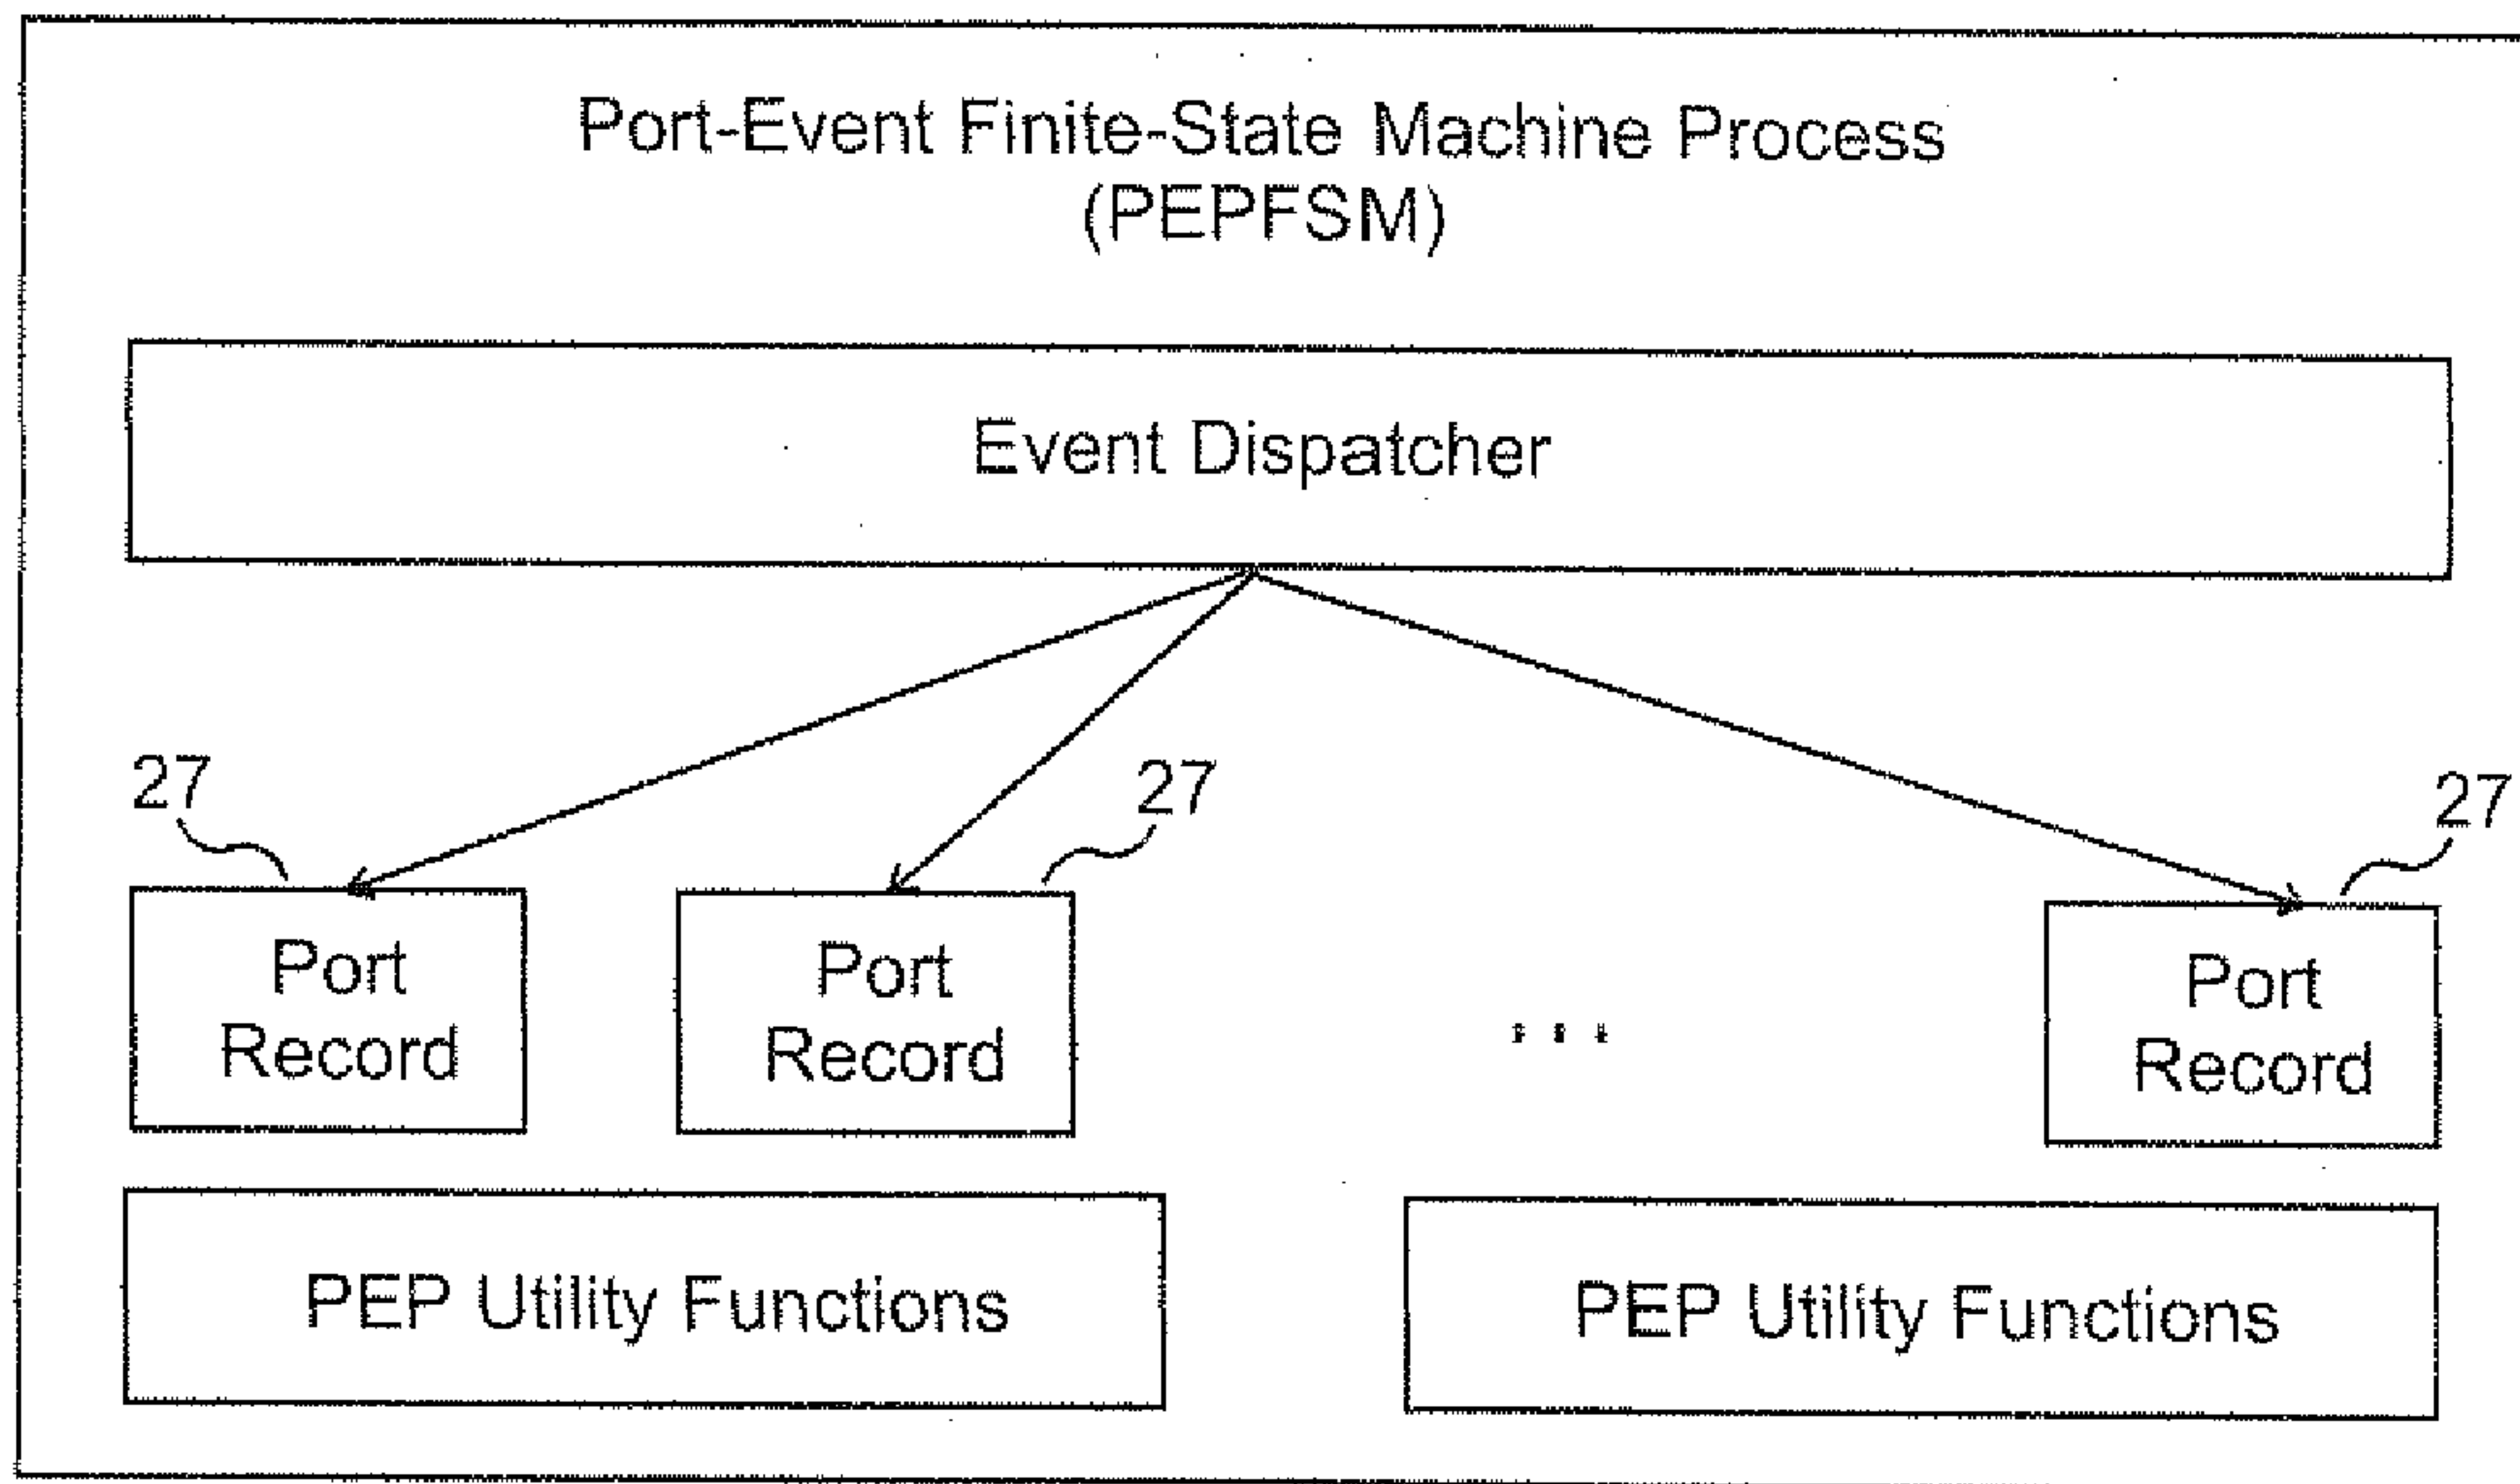 Port-Event Finite-State Machine Process
(PEPFSM)
Event Dispatcher
27
27
27
Port
Record
Port
Record
...
Port
Record
PEP Utility Functions
PEP Utility Functions